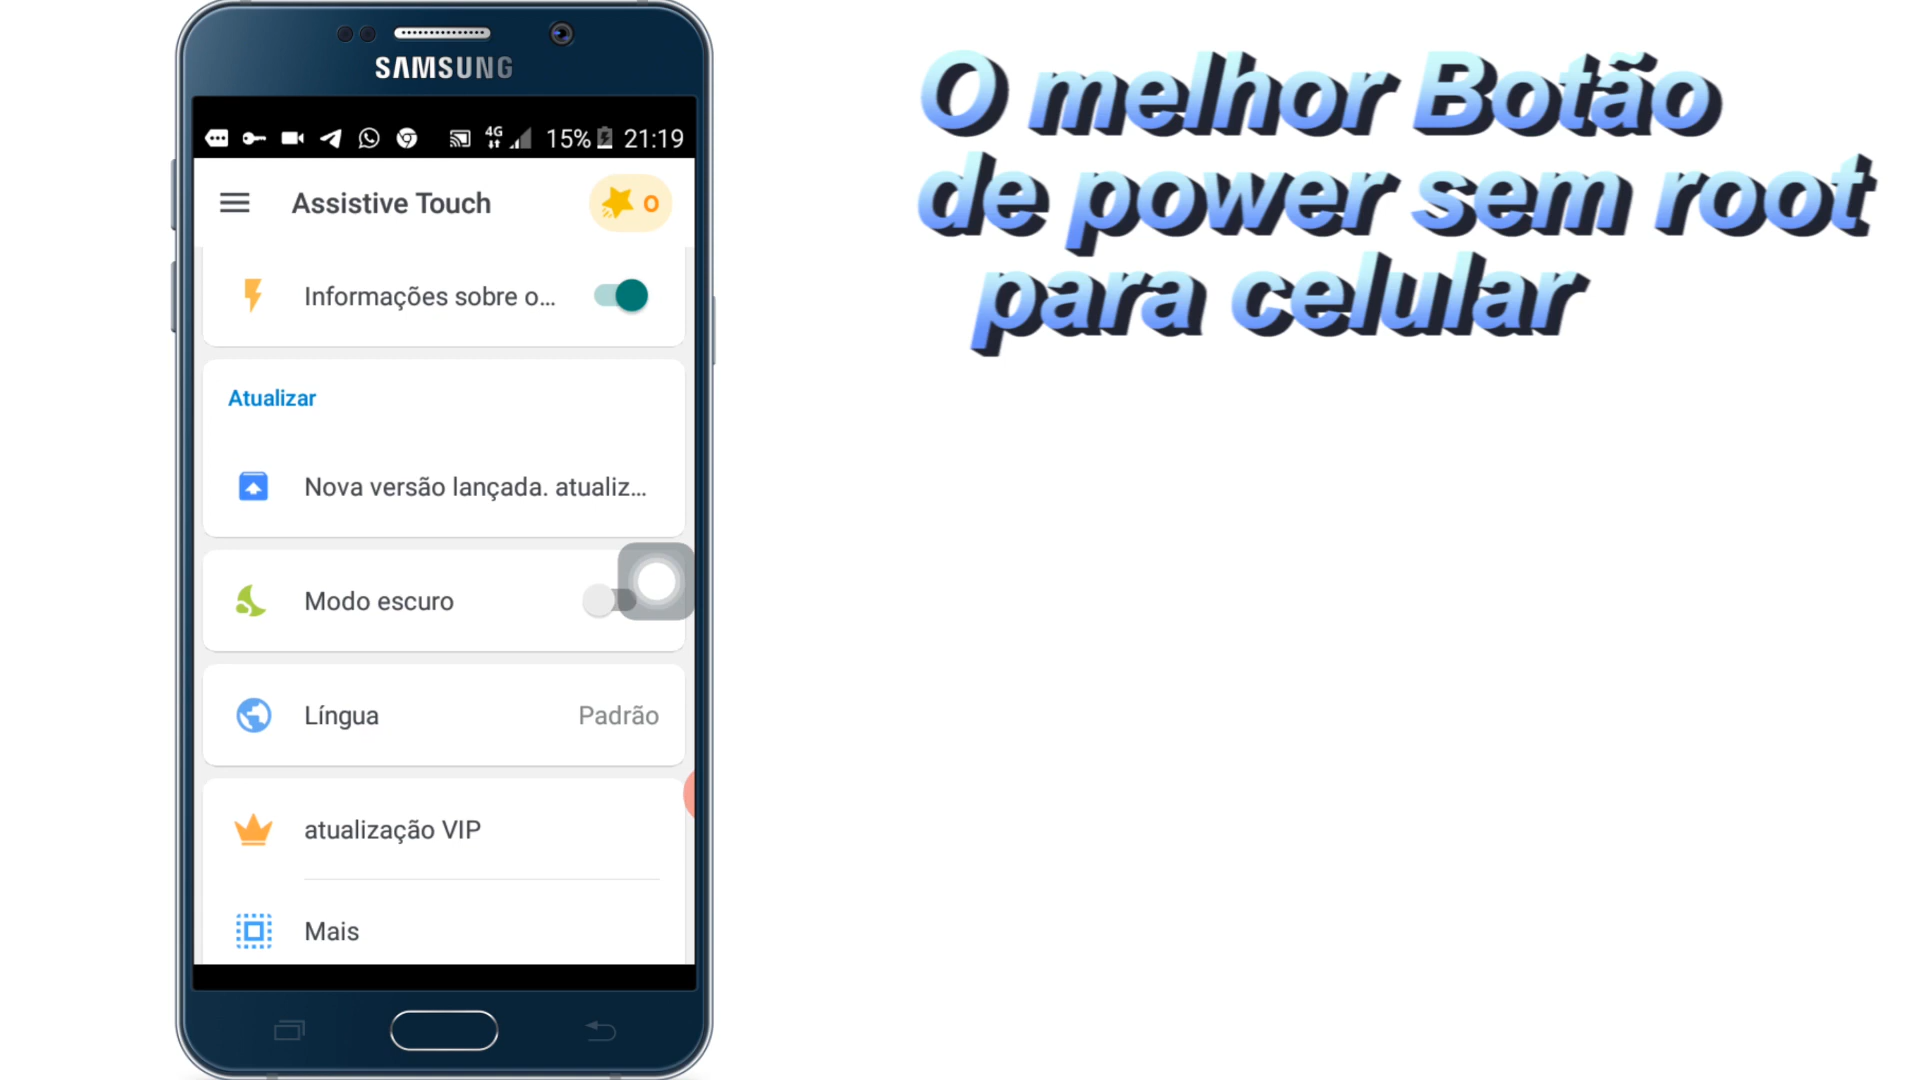 SAMSUNG
4G 15% 21:19
Assistive Touch 0
Informações sobre o...
Atualizar
Nova versão lançada. atualiz...
Modo escuro
Língua Padrão
atualização VIP
Mais
O melhor Botão
de power sem root
para celular